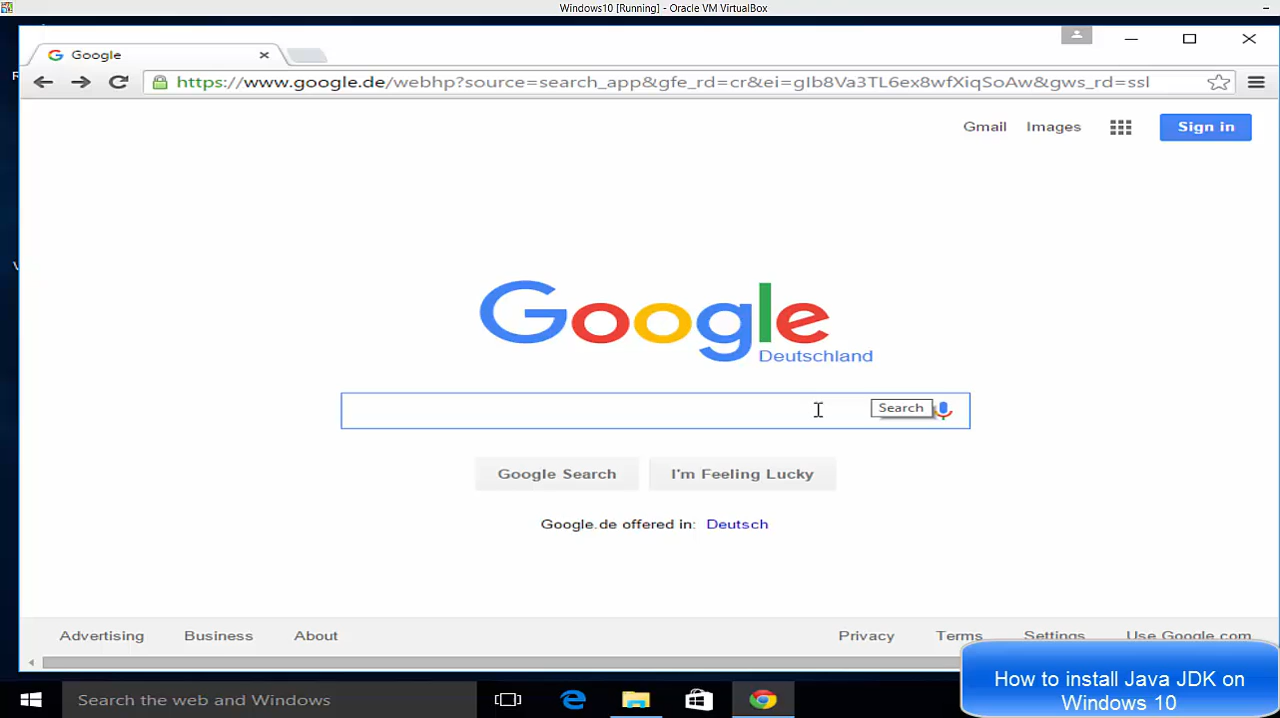 Windows10 [Running] - Oracle VM VirtualBox
Google
https://www.google.de/webhp?source=search_app&gfe_rd=cr&ei=gIb8Va3TL6ex8wfXiqSoAw&gws_rd=ssl
Gmail Images Sign in
Google
Deutschland
Search
Google Search I'm Feeling Lucky
Google.de offered in: Deutsch
Advertising Business About Privacy Terms Settings Use Google.com
Search the web and Windows
How to install Java JDK on
Windows 10